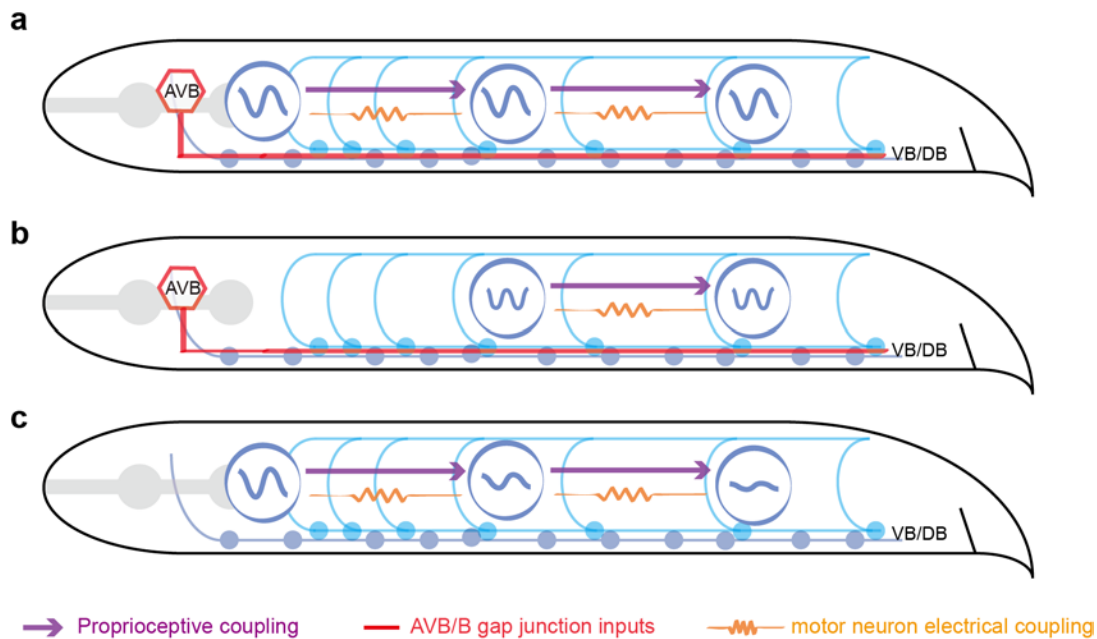 a
AVB
VB/DB
b
AVB
VB/DB
c
VB/DB
Proprioceptive coupling
AVB/B gap junction inputs
motor neuron electrical coupling